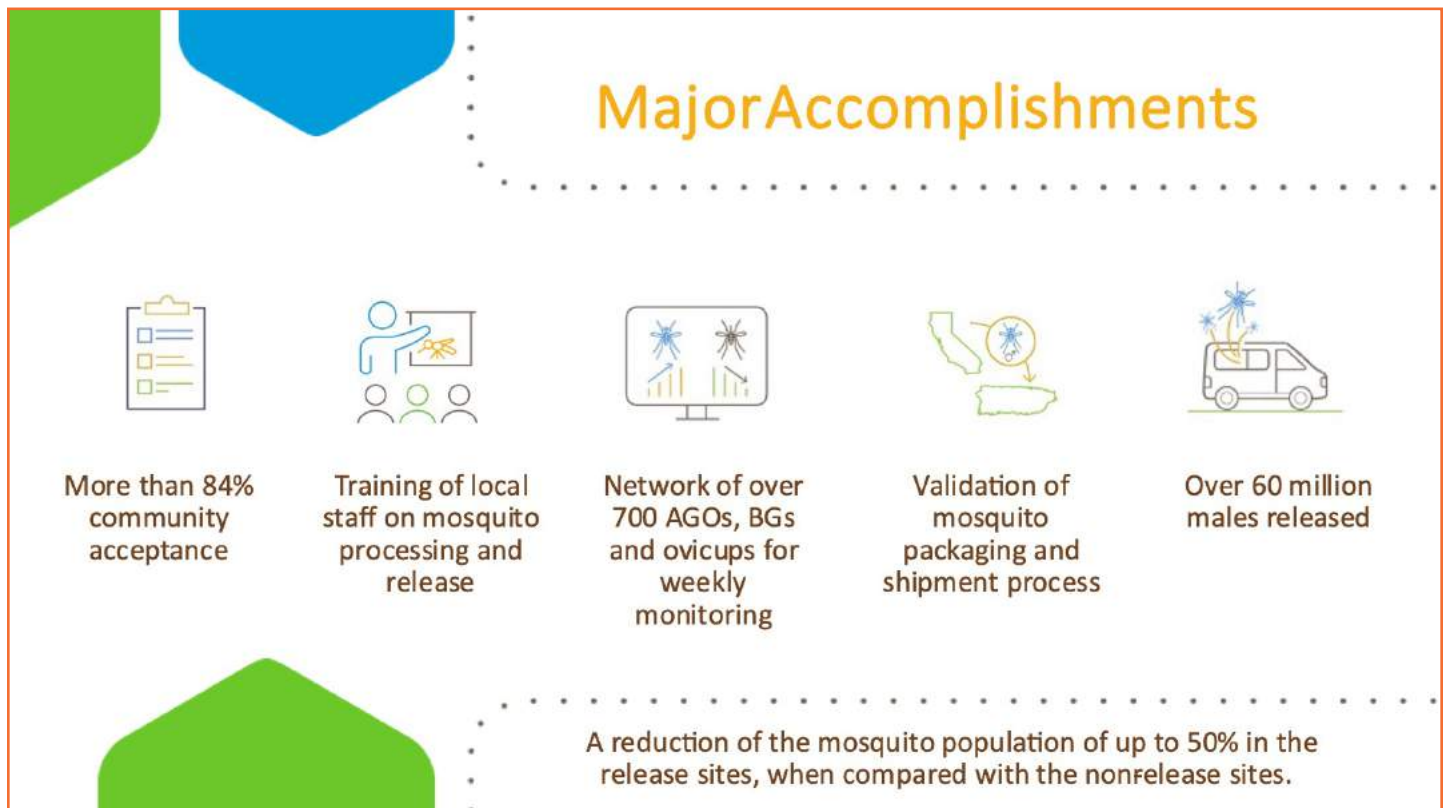 MajorAccomplishments
More than 84%
community
acceptance
Training of local
staff on mosquito
processing and
release
Network of over
700 AGOs, BGs
and ovicups for
weekly
monitoring
Validation of
mosquito
packaging and
shipment process
Over 60 million
males released
A reduction of the mosquito population of up to 50% in the
release sites, when compared with the nonrelease sites.